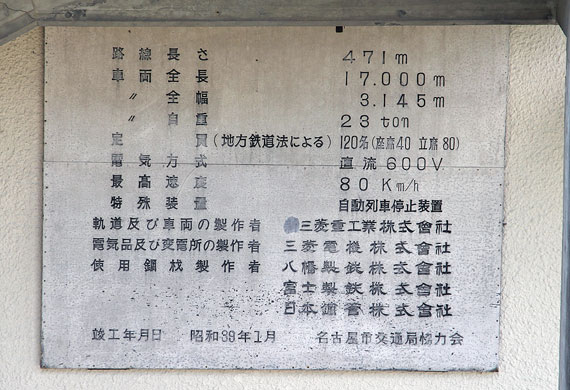 路線長さ 471m
車両全長 17.000m
〃 全幅 3.145m
〃 自重 23 ton
定員(地方鉄道法による) 120名(座席40 立席80)
電気方式 直流600V
最高速度 80 Km/h
特殊装置 自動列車停止装置
軌道及び車両の製作者 三菱重工業株式會社
電気品及び変電所の製作者 三菱電機株式會社
使用鋼材製作者 八幡製鉄株式會社
富士製鉄株式會社
日本鋼管株式會社
竣工年月日 昭和39年1月 名古屋市交通局協力会